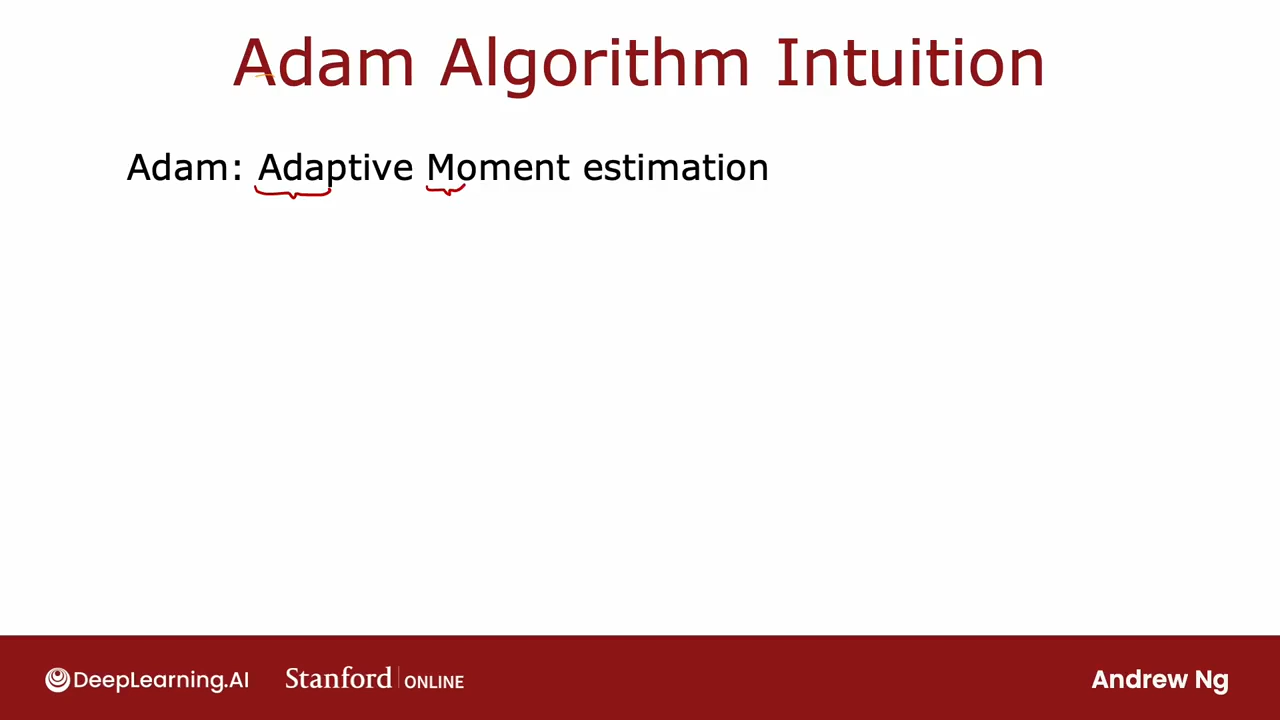 Adam Algorithm Intuition
Adam: Adaptive Moment estimation
DeepLearning.AI Stanford ONLINE Andrew Ng